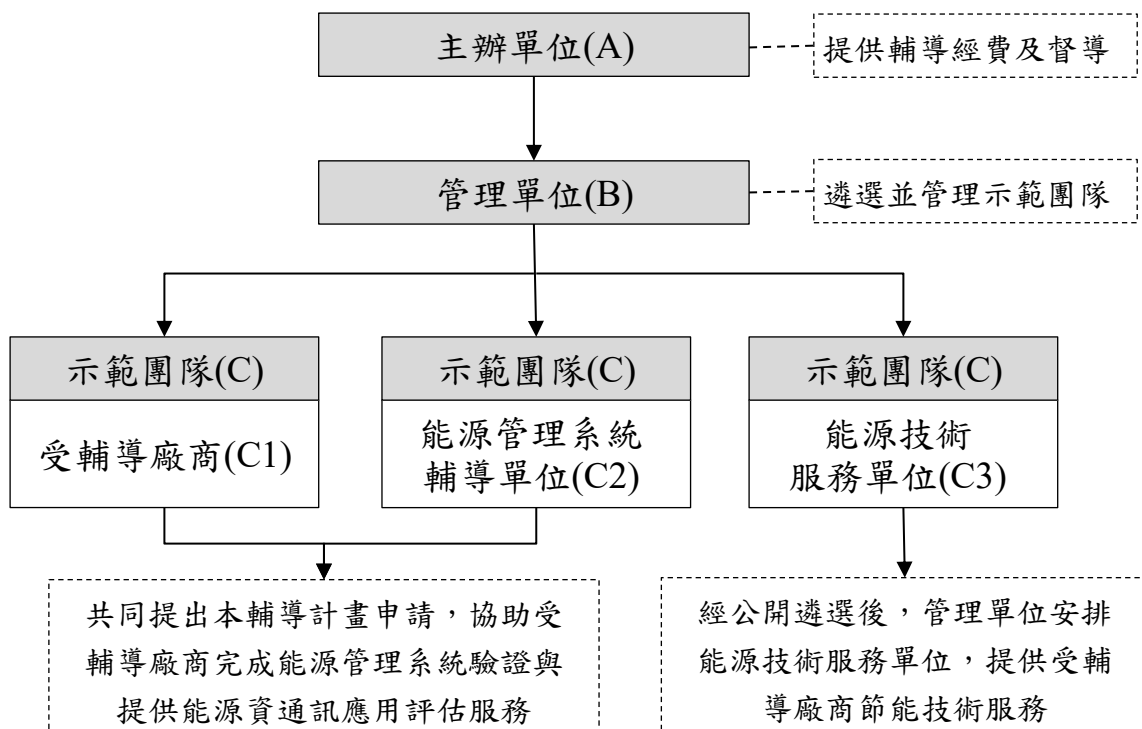 主辦單位(A)
提供輔導經費及督導
管理單位(B)
遴選並管理示範團隊
示範團隊(C)
受輔導廠商(C1)
示範團隊(C)
能源管理系統
輔導單位(C2)
示範團隊(C)
能源技術
服務單位(C3)
共同提出本輔導計畫申請，協助受
輔導廠商完成能源管理系統驗證與
提供能源資通訊應用評估服務
經公開遴選後，管理單位安排
能源技術服務單位，提供受輔
導廠商節能技術服務